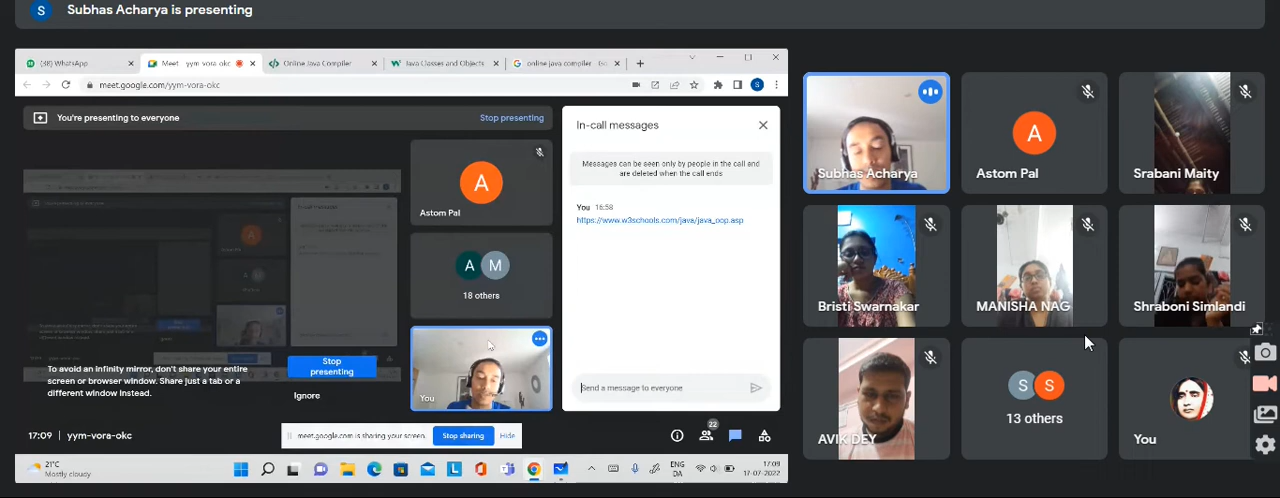 S Subhas Acharya is presenting
(38) WhatsApp
Meet - yym-vora-okc
Online Java Compiler
Java Classes and Objects
online java compiler - Go
meet.google.com/yym-vora-okc
S
You're presenting to everyone
Stop presenting
A
Astom Pal
A M
18 others
You
To avoid an infinity mirror, don't share your entire
screen or browser window. Share just a tab or a
different window instead.
Stop
presenting
Ignore
In-call messages
Messages can be seen only by people in the call and
are deleted when the call ends
You 16:58
https://www.w3schools.com/java/java_oop.asp
Send a message to everyone
17:09 | yym-vora-okc
meet.google.com is sharing your screen.
Stop sharing
Hide
22
21°C
Mostly cloudy
ENG
DA
17:09
17-07-2022
Subhas Acharya
A
Astom Pal
Srabani Maity
Bristi Swarnakar
MANISHA NAG
Shraboni Simlandi
AVIK DEY
S S
13 others
You